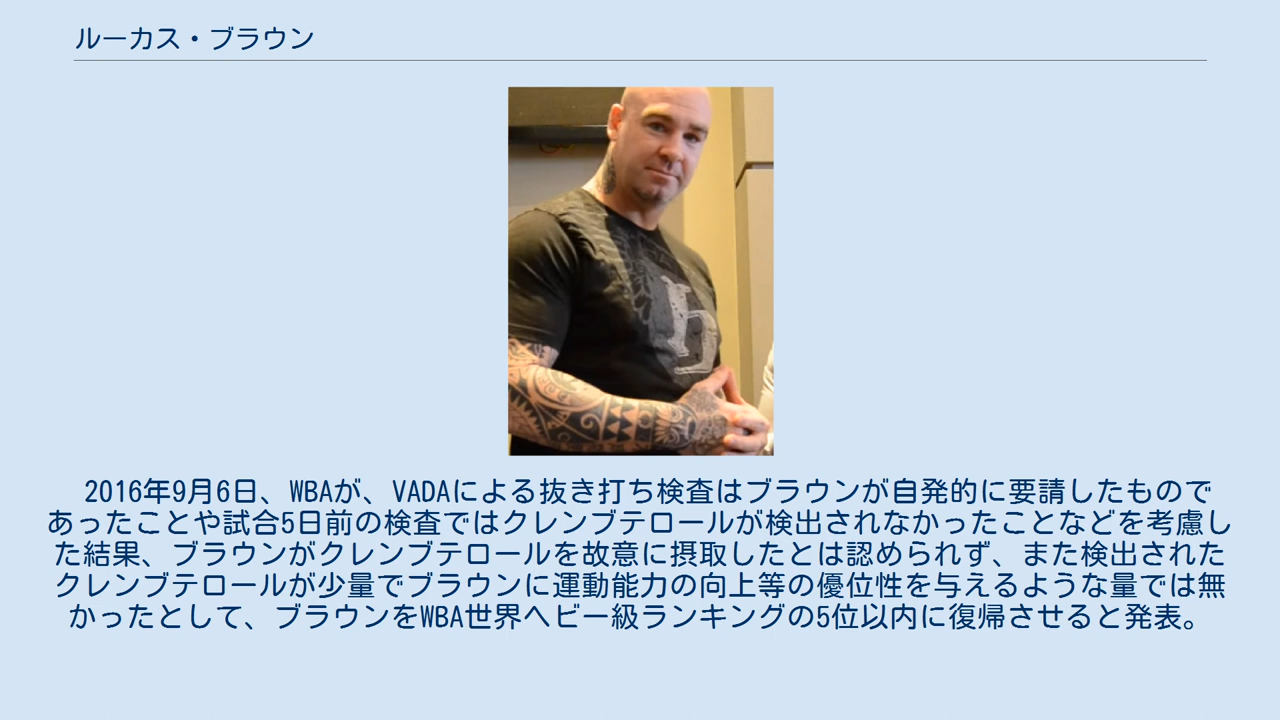 ルーカス・ブラウン
2016年9月6日、WBAが、VADAによる抜き打ち検査はブラウンが自発的に要請したもので
あったことや試合5日前の検査ではクレンブテロールが検出されなかったことなどを考慮し
た結果、ブラウンがクレンブテロールを故意に摂取したとは認められず、また検出された
クレンブテロールが少量でブラウンに運動能力の向上等の優位性を与えるような量では無
かったとして、ブラウンをWBA世界ヘビー級ランキングの5位以内に復帰させると発表。